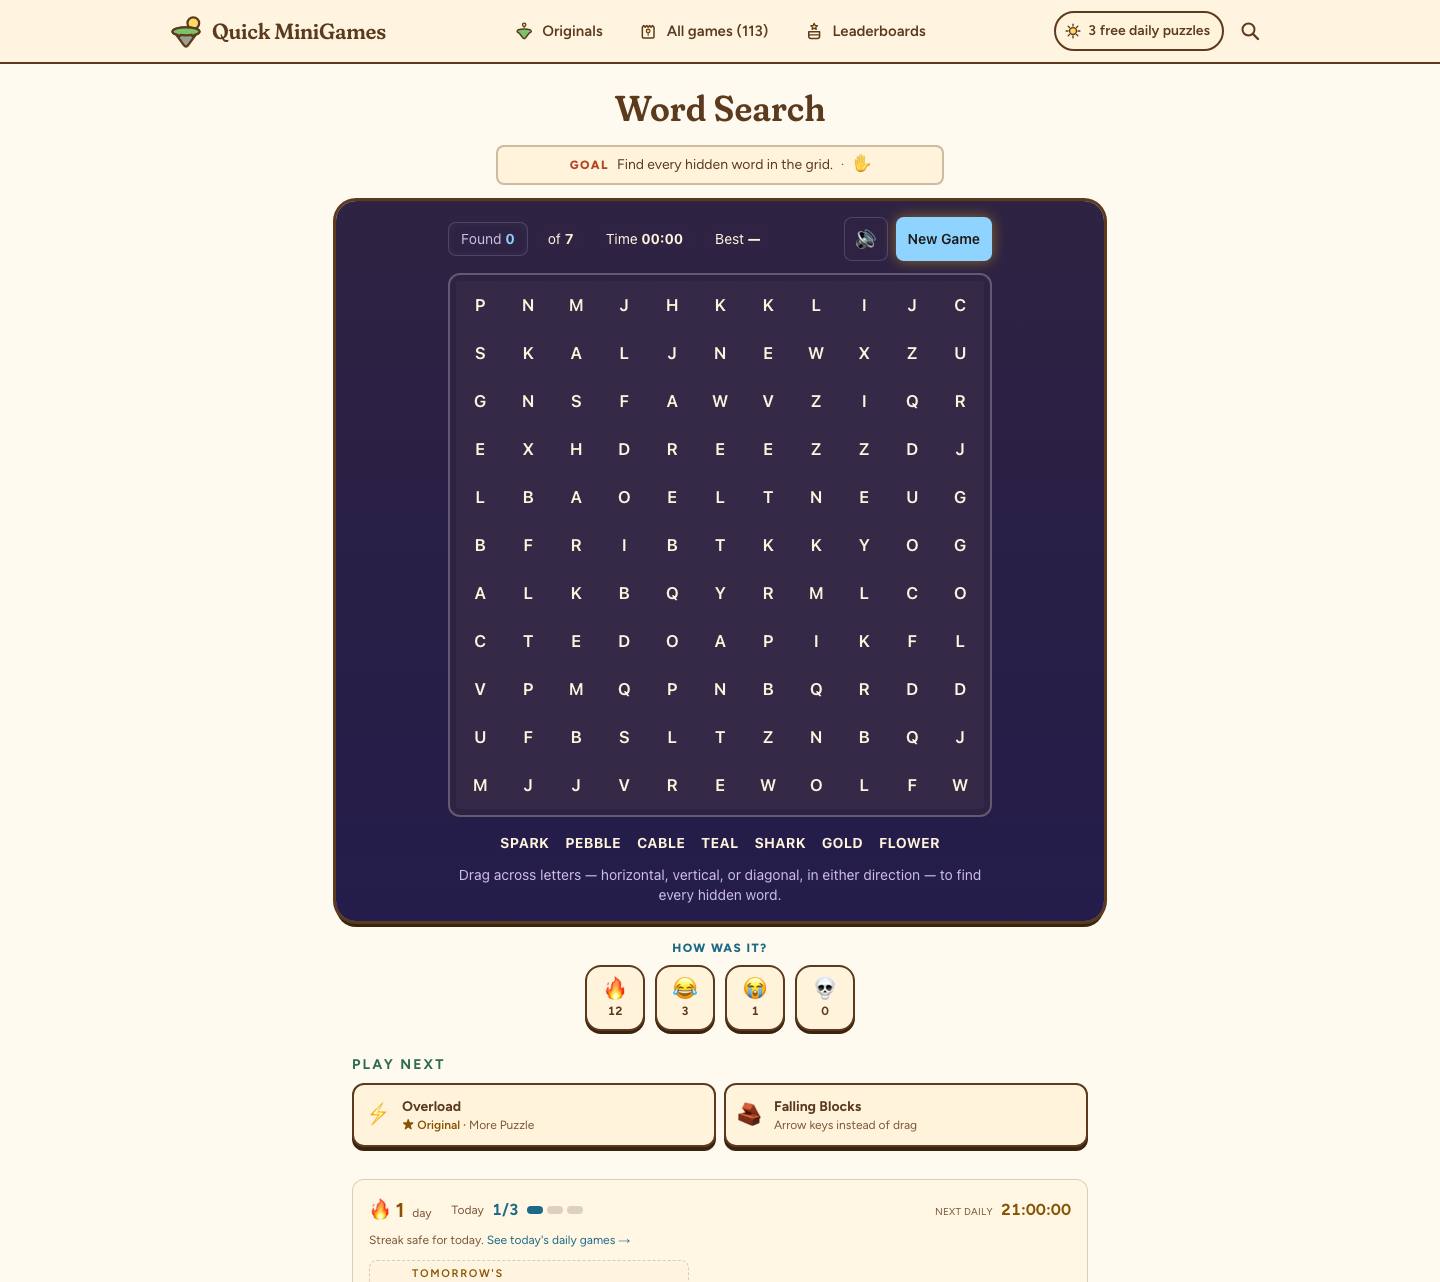 Quick MiniGames
Originals
All games (113)
Leaderboards
3 free daily puzzles
Word Search
GOAL Find every hidden word in the grid. ·
Found 0 of 7 Time 00:00 Best — New Game
P N M J H K K L I J C
S K A L J N E W X Z U
G N S F A W V Z I Q R
E X H D R E E Z Z D J
L B A O E L T N E U G
B F R I B T K K Y O G
A L K B Q Y R M L C O
C T E D O A P I K F L
V P M Q P N B Q R D D
U F B S L T Z N B Q J
M J J V R E W O L F W
SPARK PEBBLE CABLE TEAL SHARK GOLD FLOWER
Drag across letters — horizontal, vertical, or diagonal, in either direction — to find
every hidden word.
HOW WAS IT?
12 3 1 0
PLAY NEXT
Overload
Original · More Puzzle
Falling Blocks
Arrow keys instead of drag
1 day Today 1/3 NEXT DAILY 21:00:00
Streak safe for today. See today's daily games →
TOMORROW'S